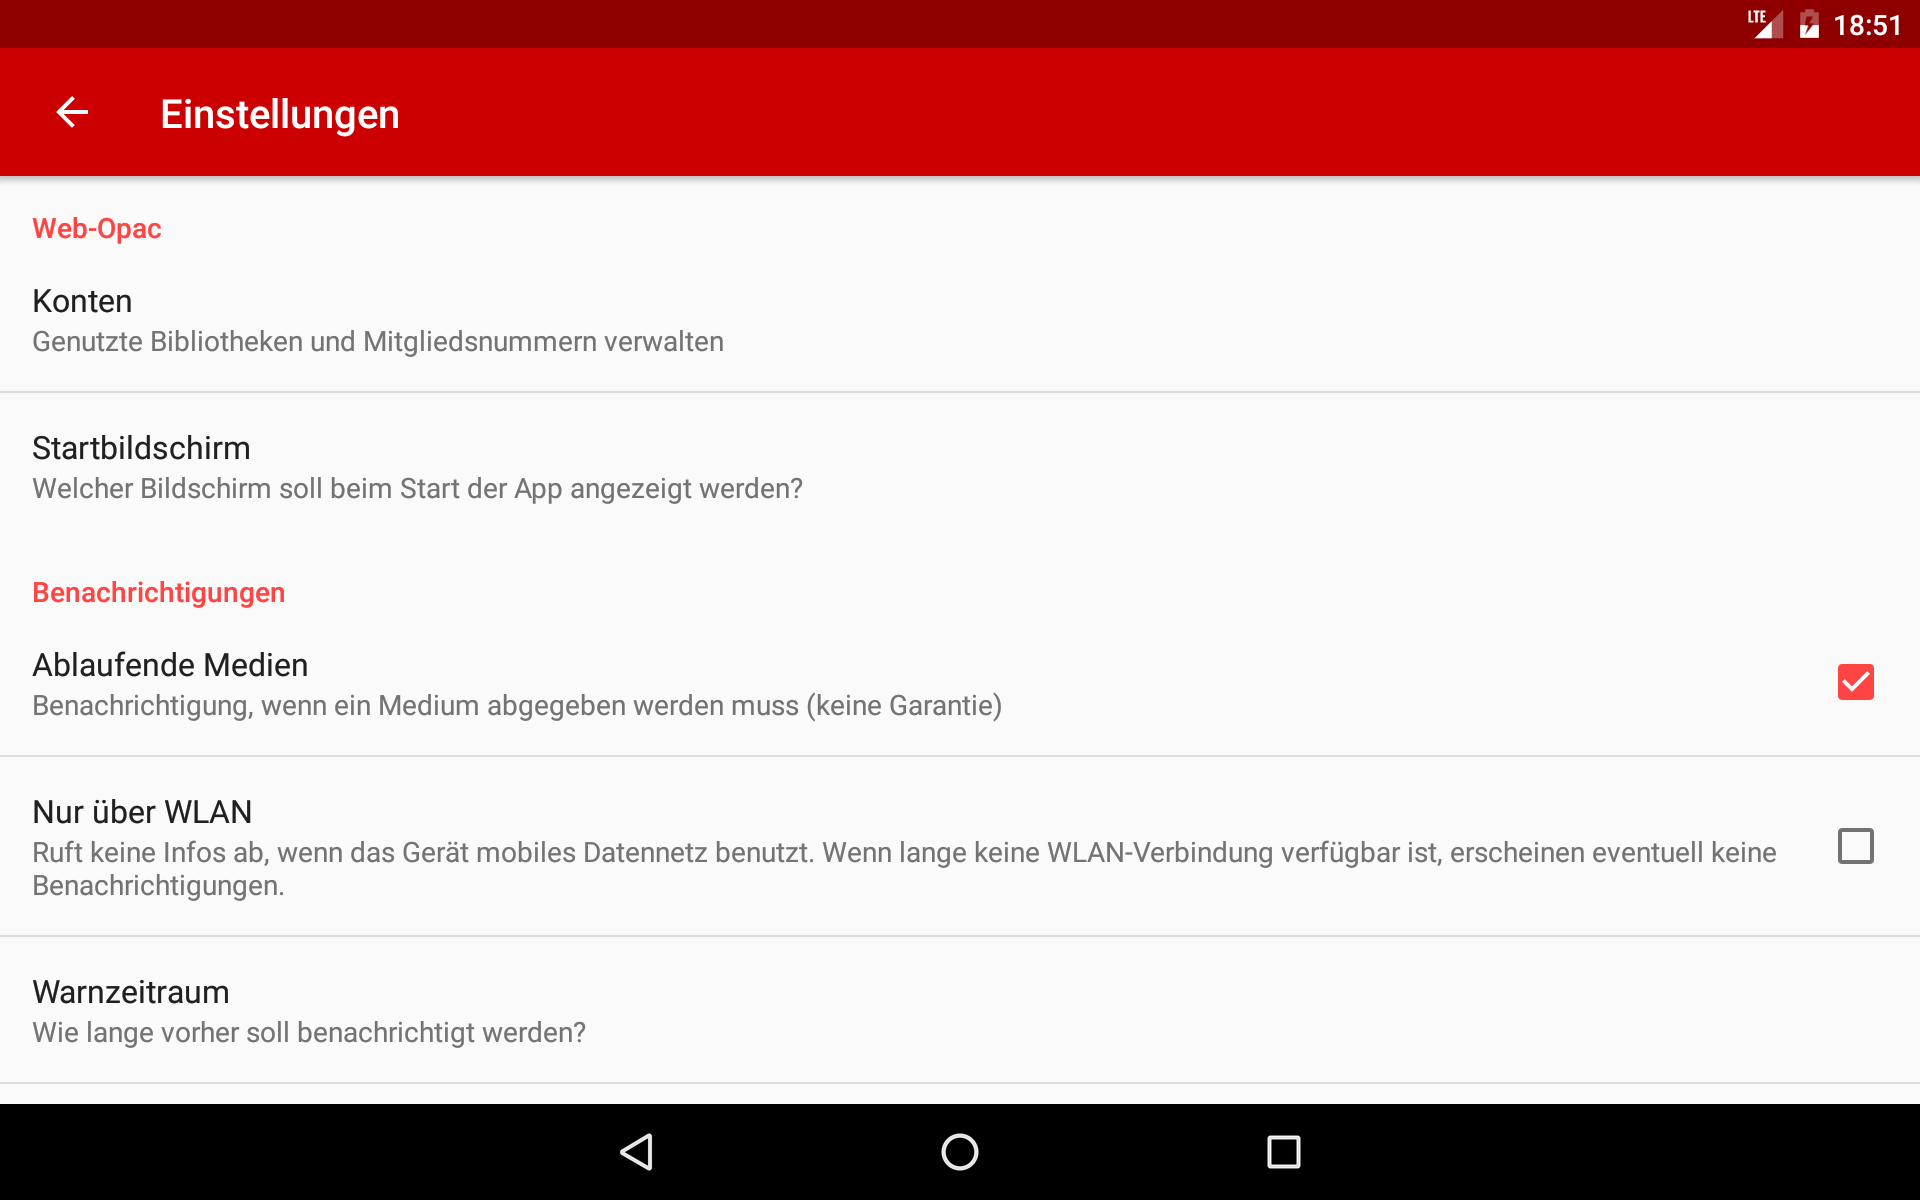 LTE 18:51
Einstellungen
Web-Opac
Konten
Genutzte Bibliotheken und Mitgliedsnummern verwalten
Startbildschirm
Welcher Bildschirm soll beim Start der App angezeigt werden?
Benachrichtigungen
Ablaufende Medien
Benachrichtigung, wenn ein Medium abgegeben werden muss (keine Garantie)
Nur über WLAN
Ruft keine Infos ab, wenn das Gerät mobiles Datennetz benutzt. Wenn lange keine WLAN-Verbindung verfügbar ist, erscheinen eventuell keine
Benachrichtigungen.
Warnzeitraum
Wie lange vorher soll benachrichtigt werden?